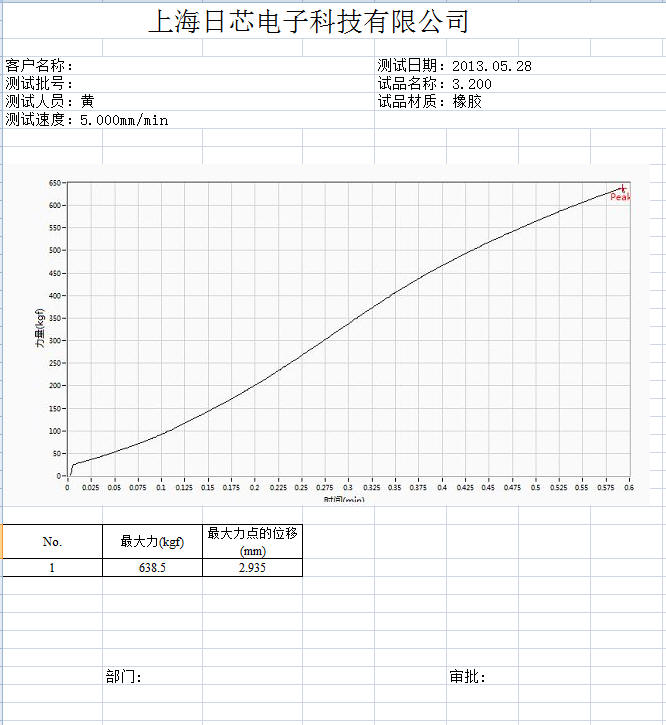 上海日芯电子科技有限公司
客户名称: 测试日期: 2013.05.28
测试批号: 试品名称: 3.200
测试人员: 黄 试品材质: 橡胶
测试速度: 5.000mm/min
650
600
550
500
450
400
350
300
250
200
150
100
50
0
力量(kgf)
Peak
0 0.025 0.05 0.075 0.1 0.125 0.15 0.175 0.2 0.225 0.25 0.275 0.3 0.325 0.35 0.375 0.4 0.425 0.45 0.475 0.5 0.525 0.55 0.575 0.6
时间(min)
No. 最大力(kgf) 最大力点的位移(mm)
1 638.5 2.935
部门: 审批: